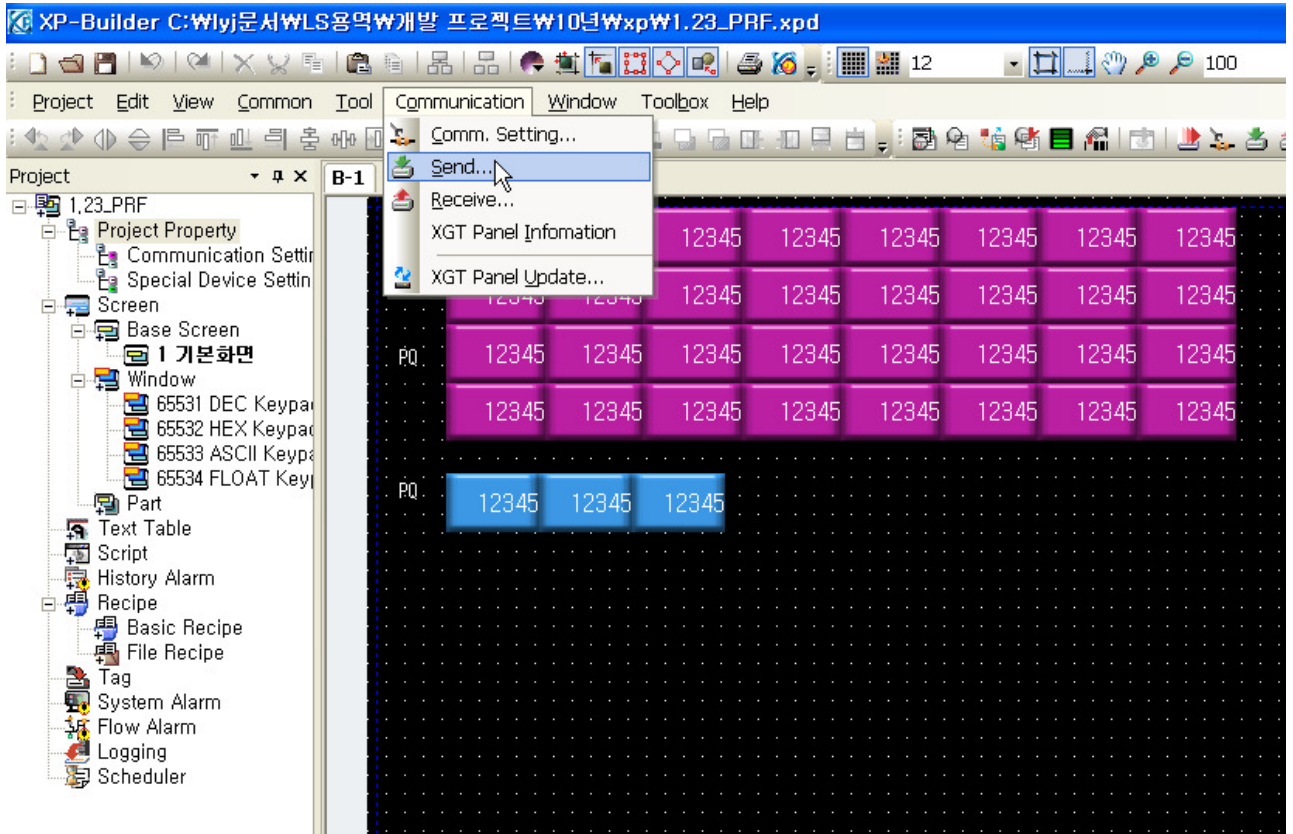 XP-Builder C:₩lyj문서₩LS용역₩개발 프로젝트₩10년₩xp₩1.23_PRF.xpd
12 100
Project Edit View Common Tool Communication Window Toolbox Help
Project
B-1
Comm. Setting...
Send...
Receive...
XGT Panel Infomation
XGT Panel Update...
1.23_PRF
Project Property
Communication Settin
Special Device Settin
Screen
Base Screen
1 기본화면
Window
65531 DEC Keypa
65532 HEX Keypad
65533 ASCII Keypa
65534 FLOAT Key
Part
Text Table
Script
History Alarm
Recipe
Basic Recipe
File Recipe
Tag
System Alarm
Flow Alarm
Logging
Scheduler
12345 12345 12345 12345 12345 12345
12345 12345 12345 12345 12345 12345 12345 12345
PQ 12345 12345 12345 12345 12345 12345 12345 12345
12345 12345 12345 12345 12345 12345 12345 12345
PQ 12345 12345 12345